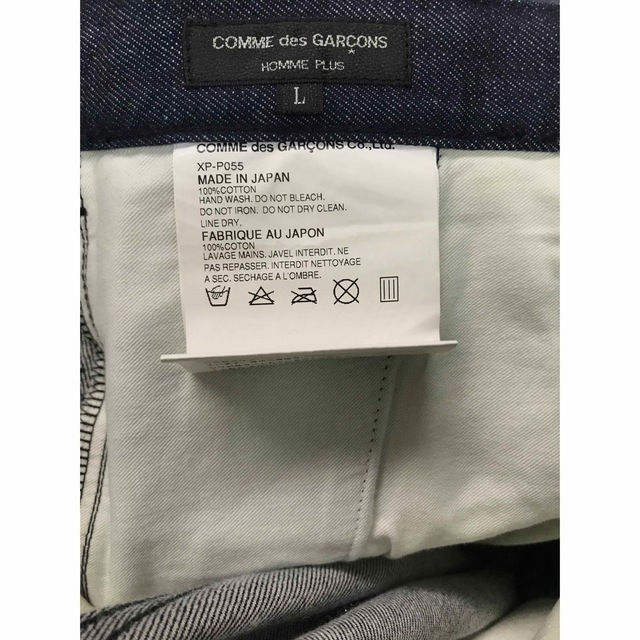 COMME des GARÇONS
HOMME PLUS
L
COMME des GARÇONS Co.,Ltd.
XP-P055
MADE IN JAPAN
100%COTTON
HAND WASH. DO NOT BLEACH.
DO NOT IRON. DO NOT DRY CLEAN.
LINE DRY.
FABRIQUE AU JAPON
100%COTON
LAVAGE MAINS. JAVEL INTERDIT. NE
PAS REPASSER. INTERDIT NETTOYAGE
A SEC. SECHAGE A L'OMBRE.